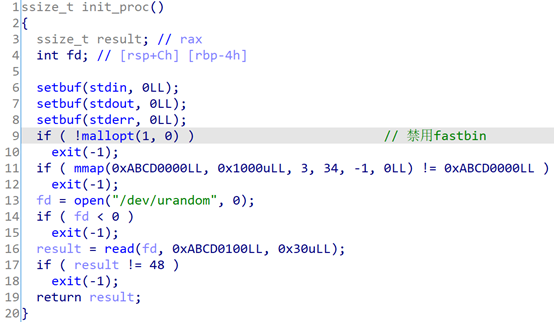 1 ssize_t init_proc()
2 {
3 ssize_t result; // rax
4 int fd; // [rsp+Ch] [rbp-4h]
5
6 setbuf(stdin, 0LL);
7 setbuf(stdout, 0LL);
8 setbuf(stderr, 0LL);
9 if ( !mallopt(1, 0) ) // 禁用fastbin
10 exit(-1);
11 if ( mmap(0xABCD0000LL, 0x1000uLL, 3, 34, -1, 0LL) != 0xABCD0000LL )
12 exit(-1);
13 fd = open("/dev/urandom", 0);
14 if ( fd < 0 )
15 exit(-1);
16 result = read(fd, 0xABCD0100LL, 0x30uLL);
17 if ( result != 48 )
18 exit(-1);
19 return result;
20 }